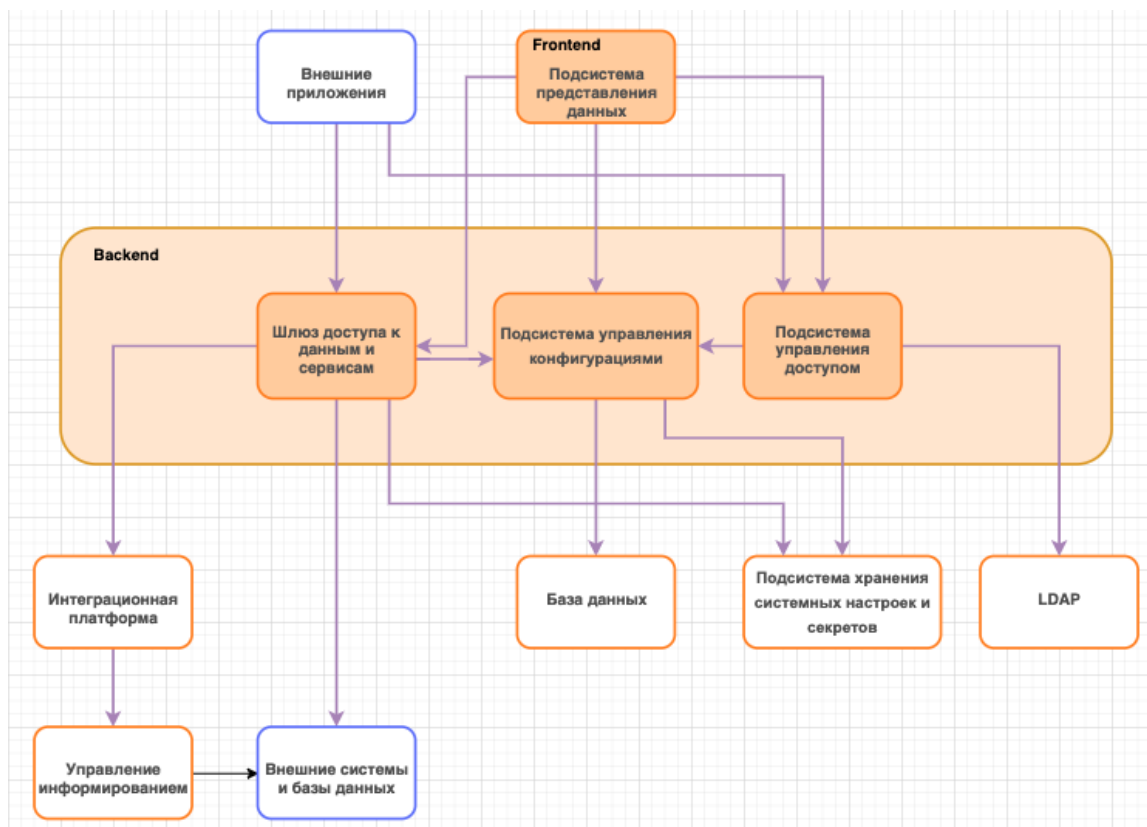 Внешние
приложения
Frontend
Подсистема
представления
данных
Backend
Шлюз доступа к
данным и
сервисам
Подсистема управления
конфигурациями
Подсистема
управления
доступом
Интеграционная
платформа
База данных
Подсистема хранения
системных настроек и
секретов
LDAP
Управление
информированием
Внешние системы
и базы данных